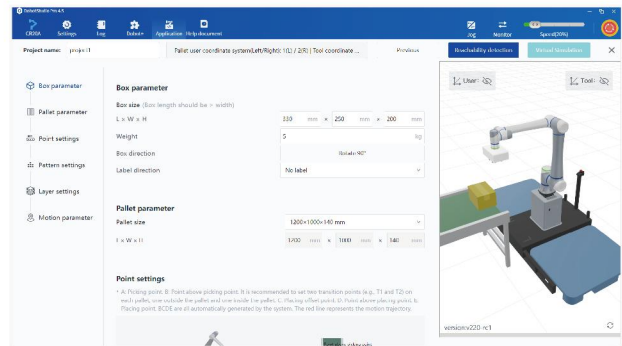 DobotStudio Pro 4.5
CR20A Settings Log Robot+ Application Help document Jog Monitor Speed(20%)
Project name: project1 Pallet user coordinate system(Left/Right): 1(L) / 2(R) | Tool coordinate ... Previous Reachability detection Virtual Simulation
Box parameter
Pallet parameter
Point settings
Pattern settings
Layer settings
Motion parameter
Box parameter
Box size (Box length should be > width)
L x W x H 330 mm × 250 mm × 200 mm
Weight 5 kg
Box direction Rotate 90°
Label direction No label
Pallet parameter
Pallet size 1200×1000×140 mm
L x W x H 1200 mm × 1000 mm × 140 mm
Point settings
• A: Picking point. B: Point above picking point. It is recommended to set two transition points (e.g., T1 and T2) on
each pallet, one outside the pallet and one inside the pallet. C: Placing offset point. D: Point above placing point. E:
Placing point. BCDE are all automatically generated by the system. The red line represents the motion trajectory.
User: Tool:
version:v220-rc1